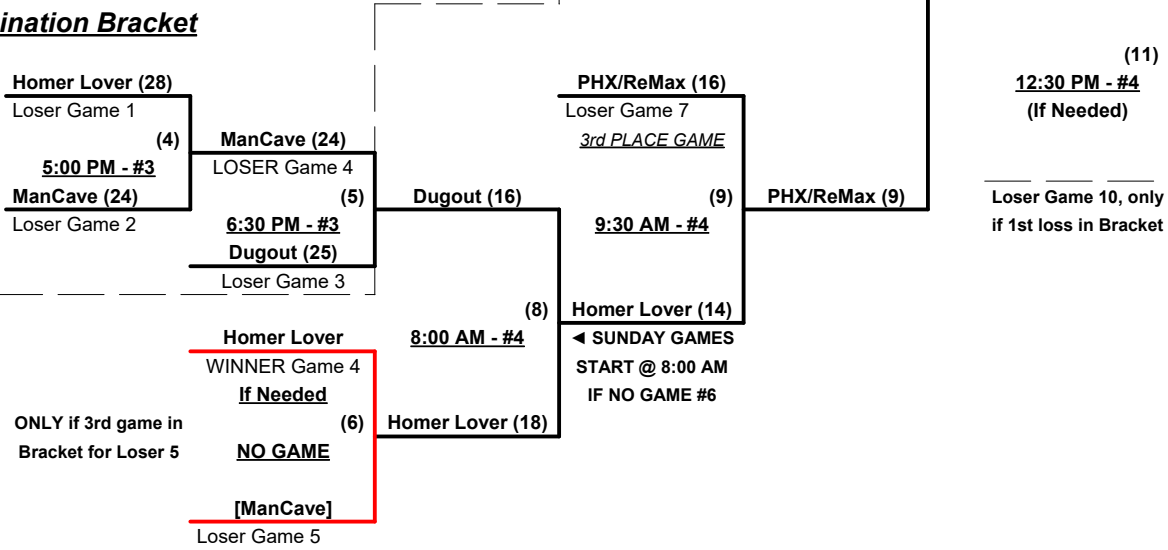 ination Bracket
(11)
Homer Lover (28)
PHX/ReMax (16)
12:30 PM - #4
Loser Game 1
Loser Game 7
(If Needed)
(4)
ManCave (24)
3rd PLACE GAME
5:00 PM - #3
LOSER Game 4
ManCave (24)
(5)
Dugout (16)
(9)
PHX/ReMax (9)
Loser Game 10, only
Loser Game 2
6:30 PM - #3
9:30 AM - #4
if 1st loss in Bracket
Dugout (25)
Loser Game 3
(8)
Homer Lover (14)
Homer Lover
8:00 AM - #4
◄ SUNDAY GAMES
WINNER Game 4
START @ 8:00 AM
If Needed
IF NO GAME #6
ONLY if 3rd game in
(6)
Homer Lover (18)
Bracket for Loser 5
NO GAME
[ManCave]
Loser Game 5